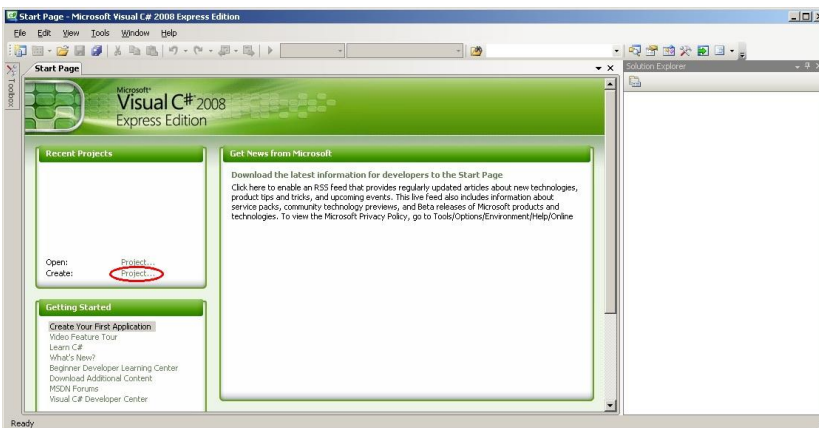 Start Page - Microsoft Visual C# 2008 Express Edition
File Edit View Tools Window Help
Toolbox
Start Page
Solution Explorer
Microsoft®
Visual C# 2008
Express Edition
Recent Projects
Open: Project...
Create: Project...
Getting Started
Create Your First Application
Video Feature Tour
Learn C#
What's New?
Beginner Developer Learning Center
Download Additional Content
MSDN Forums
Visual C# Developer Center
Get News from Microsoft
Download the latest information for developers to the Start Page
Click here to enable an RSS feed that provides regularly updated articles about new technologies,
product tips and tricks, and upcoming events. This live feed also includes information about
service packs, community technology previews, and Beta releases of Microsoft products and
technologies. To view the Microsoft Privacy Policy, go to Tools/Options/Environment/Help/Online
Ready